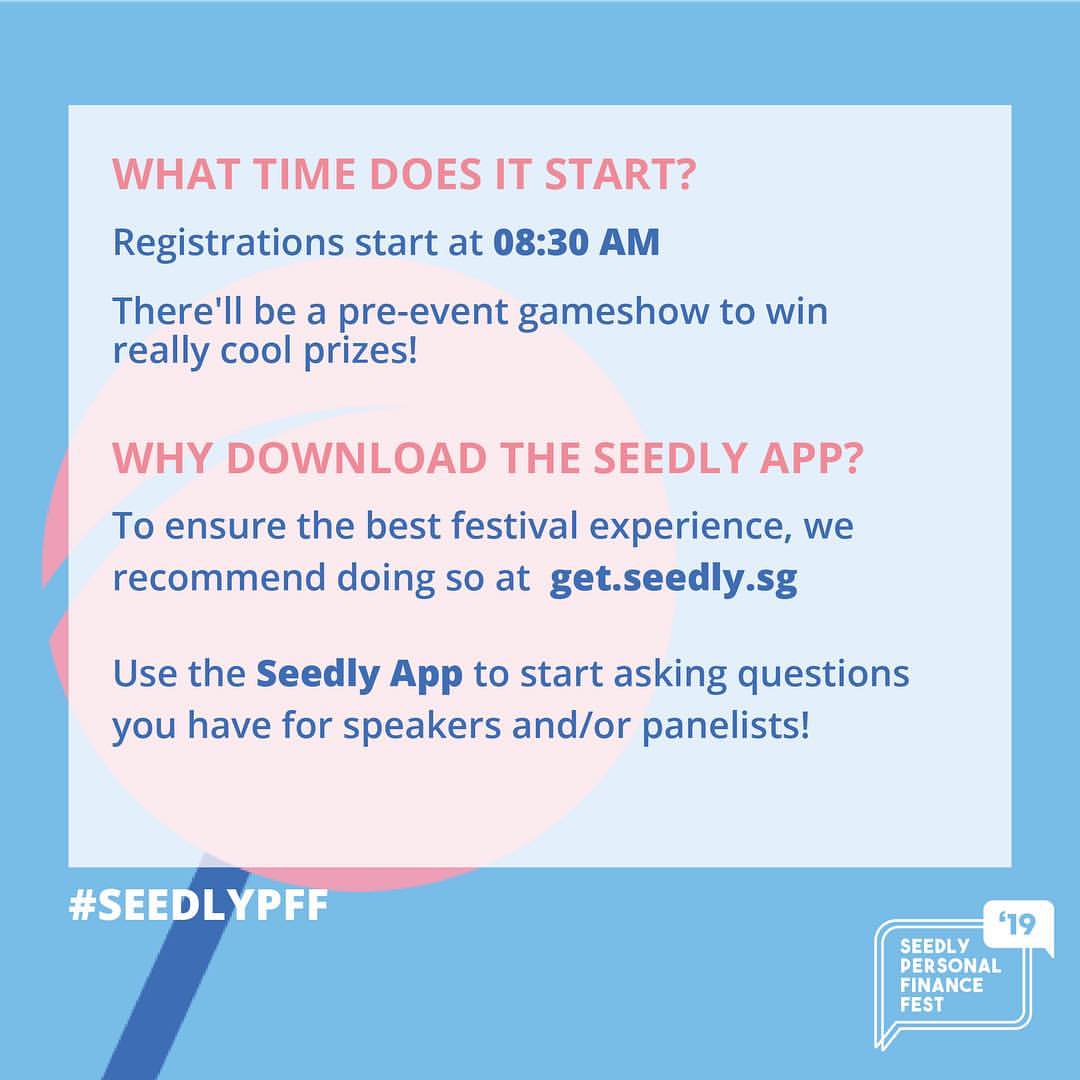 WHAT TIME DOES IT START?
Registrations start at 08:30 AM
There'll be a pre-event gameshow to win
really cool prizes!
WHY DOWNLOAD THE SEEDLY APP?
To ensure the best festival experience, we
recommend doing so at get.seedly.sg
Use the Seedly App to start asking questions
you have for speakers and/or panelists!
#SEEDLYPFF
‘19
SEEDLY
PERSONAL
FINANCE
FEST